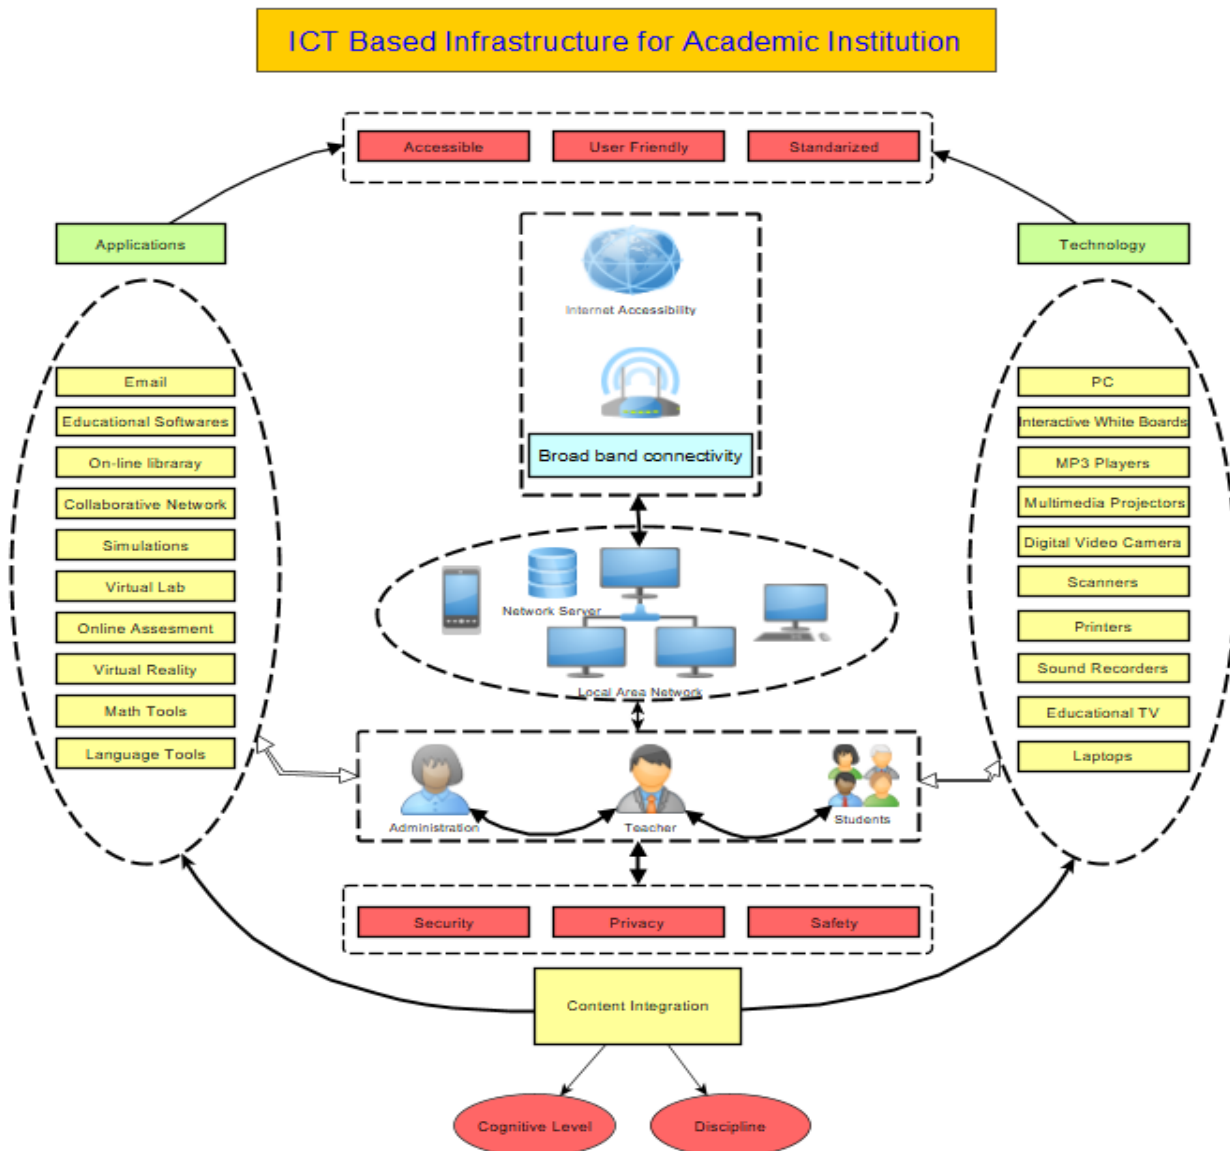 ICT Based Infrastructure for Academic Institution
Accessible
User Friendly
Standarized
Applications
Technology
Internet Accessibility
Broad band connectivity
Email
Educational Softwares
On-line libraray
Collaborative Network
Simulations
Virtual Lab
Online Assesment
Virtual Reality
Math Tools
Language Tools
Network Server
Local Area Network
PC
Interactive White Boards
MP3 Players
Multimedia Projectors
Digital Video Camera
Scanners
Printers
Sound Recorders
Educational TV
Laptops
Administration
Teacher
Students
Security
Privacy
Safety
Content Integration
Cognitive Level
Discipline